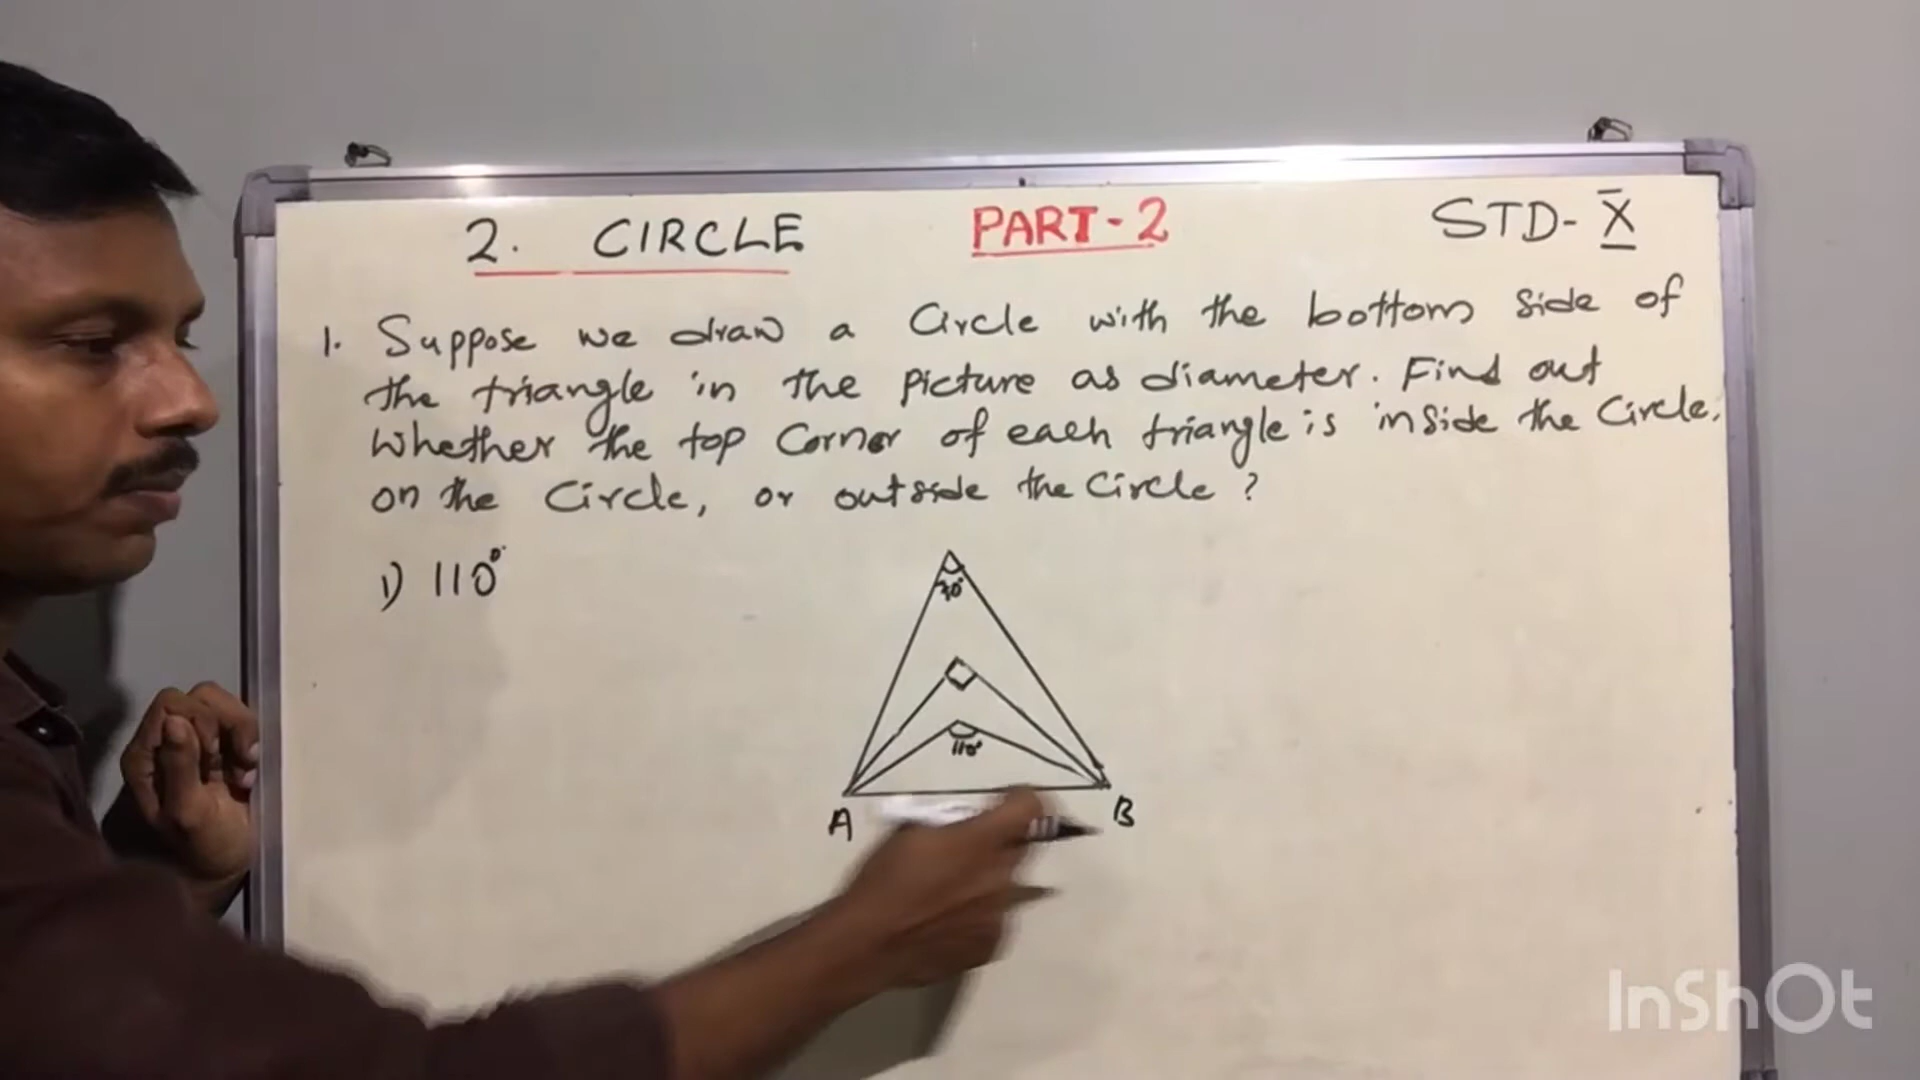 2. CIRCLE PART-2 STD- X
1. Suppose we draw a Circle with the bottom side of
the triangle in the picture as diameter. Find out
Whether the top Corner of each triangle is inside the Circle,
on the Circle, or outside the Circle ?
1) 110°
110°
A B
InShOt